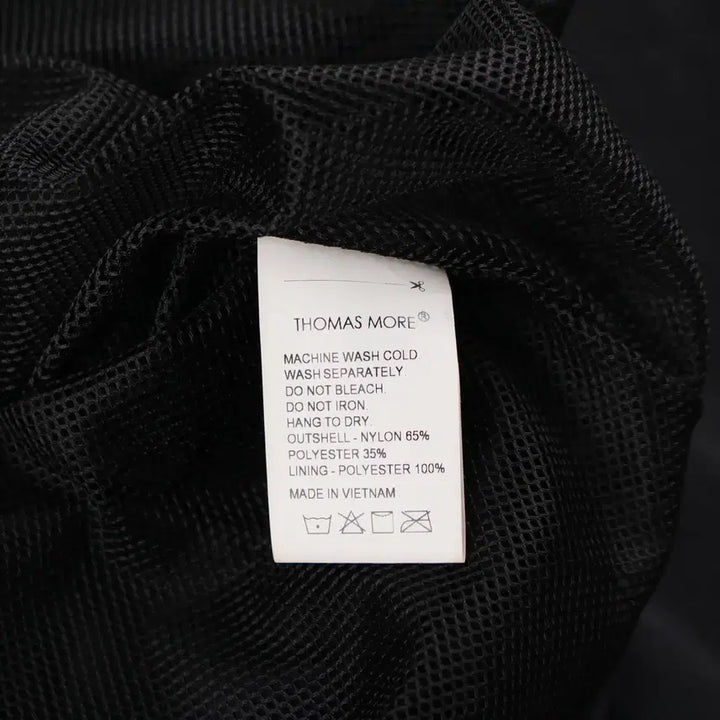 THOMAS MORE®
MACHINE WASH COLD
WASH SEPARATELY
DO NOT BLEACH.
DO NOT IRON.
HANG TO DRY.
OUTSHELL - NYLON 65%
POLYESTER 35%
LINING - POLYESTER 100%
MADE IN VIETNAM